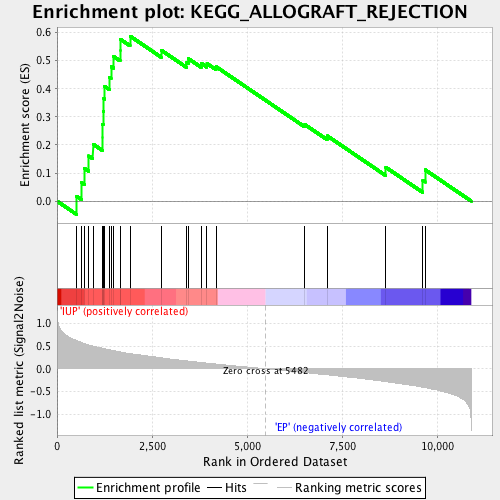 Enrichment plot: KEGG_ALLOGRAFT_REJECTION
Enrichment score (ES)
0.6
0.5
0.4
0.3
0.2
0.1
0.0
Ranked list metric (Signal2Noise)
1.0
0.5
0.0
-0.5
-1.0
'IUP' (positively correlated)
Zero cross at 5482
'EP' (negatively correlated)
0
2,500
5,000
7,500
10,000
Rank in Ordered Dataset
Enrichment profile
Hits
Ranking metric scores